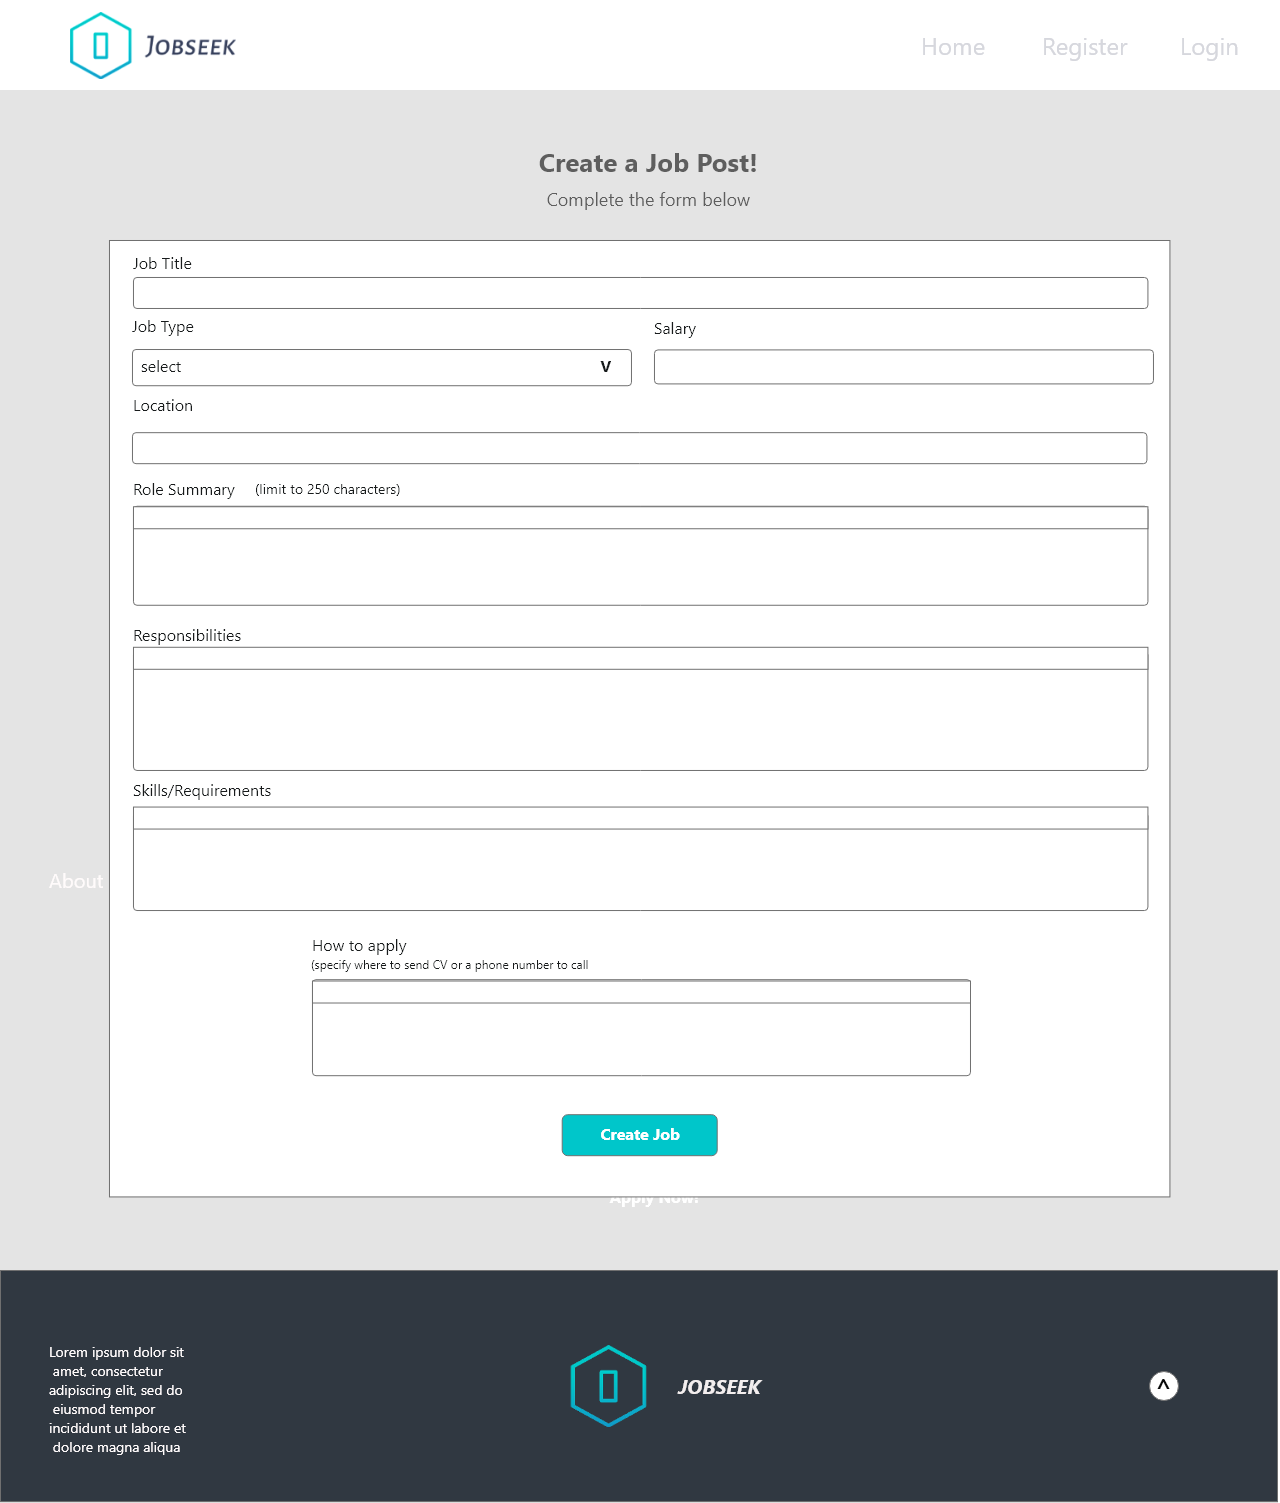 JOBSEEK
Home Register Login
Create a Job Post!
Complete the form below
Job Title
Job Type
Salary
select V
Location
Role Summary (limit to 250 characters)
Responsibilities
Skills/Requirements
About
How to apply
(specify where to send CV or a phone number to call
Create Job
Apply Now!
Lorem ipsum dolor sit
amet, consectetur
adipiscing elit, sed do
eiusmod tempor
incididunt ut labore et
dolore magna aliqua
JOBSEEK
^